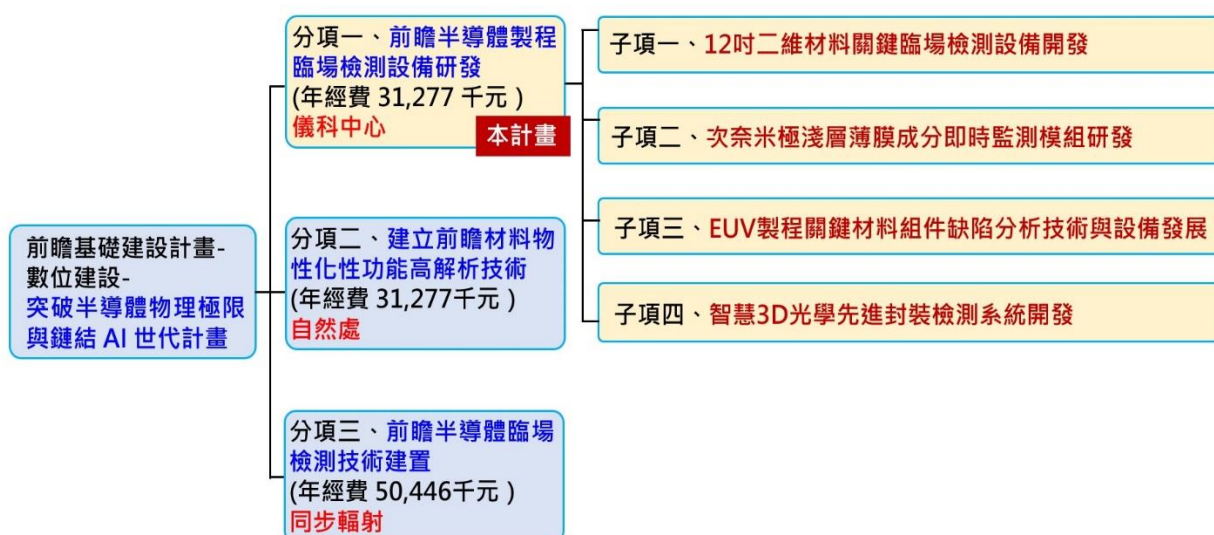 前瞻基礎建設計畫-
數位建設-
突破半導體物理極限
與鏈結 AI 世代計畫
分項一、前瞻半導體製程
臨場檢測設備研發
(年經費 31,277 千元 )
儀科中心
本計畫
子項一、12吋二維材料關鍵臨場檢測設備開發
子項二、次奈米極淺層薄膜成分即時監測模組研發
子項三、EUV製程關鍵材料組件缺陷分析技術與設備發展
子項四、智慧3D光學先進封裝檢測系統開發
分項二、建立前瞻材料物
性化性功能高解析技術
(年經費 31,277千元 )
自然處
分項三、前瞻半導體臨場
檢測技術建置
(年經費 50,446千元 )
同步輻射